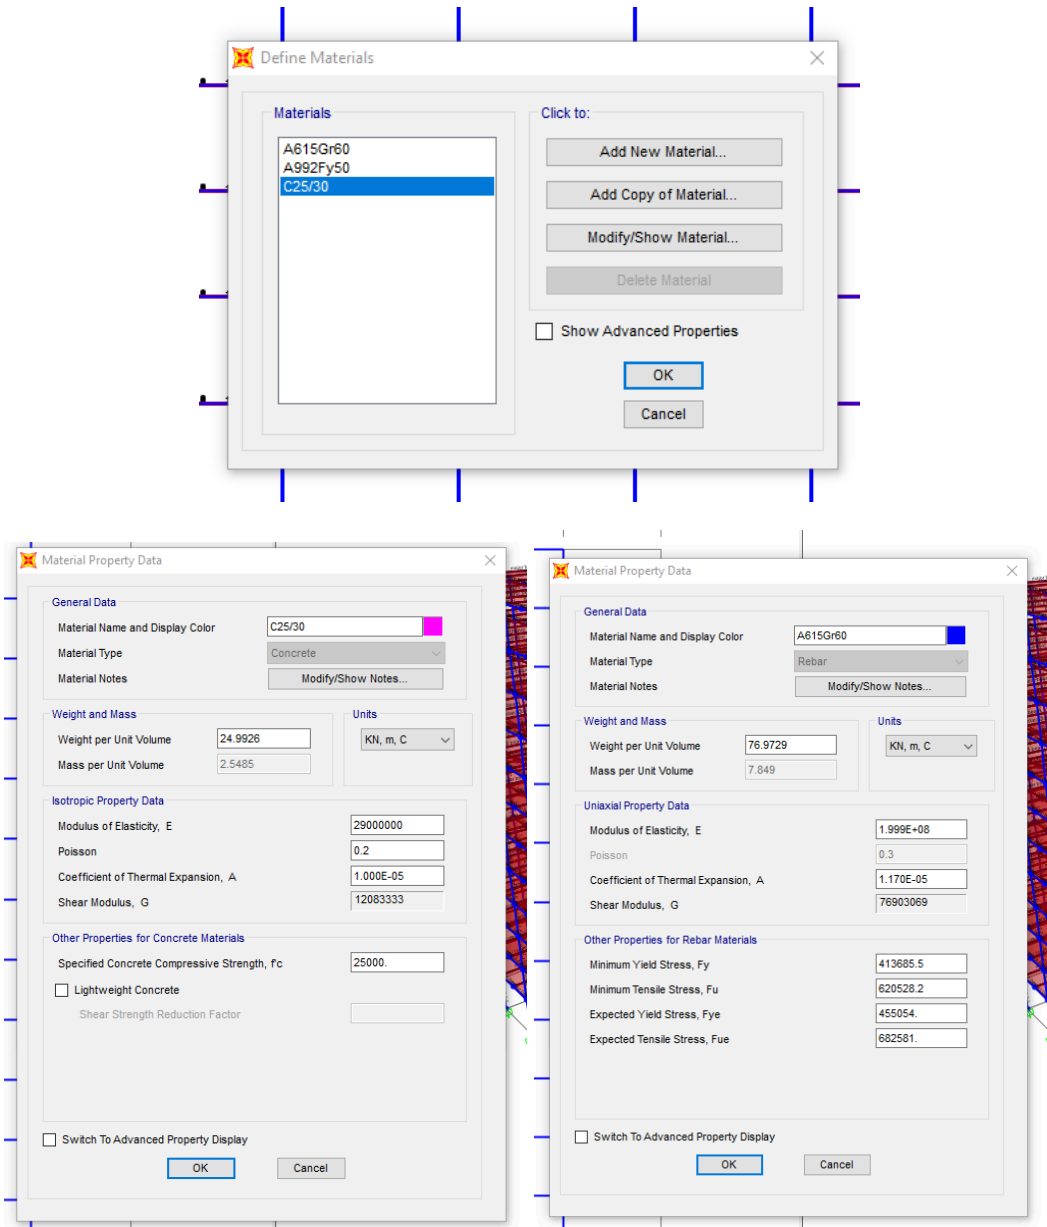 Define Materials
Materials
A615Gr60
A992Fy50
C25/30
Click to:
Add New Material...
Add Copy of Material...
Modify/Show Material...
Delete Material
Show Advanced Properties
OK
Cancel
Material Property Data
General Data
Material Name and Display Color C25/30
Material Type Concrete
Material Notes Modify/Show Notes...
Weight and Mass
Weight per Unit Volume 24.9926
Mass per Unit Volume 2.5485
Units
KN, m, C
Isotropic Property Data
Modulus of Elasticity, E 29000000
Poisson 0.2
Coefficient of Thermal Expansion, A 1.000E-05
Shear Modulus, G 12083333
Other Properties for Concrete Materials
Specified Concrete Compressive Strength, f'c 25000.
Lightweight Concrete
Shear Strength Reduction Factor
Switch To Advanced Property Display
OK Cancel
Material Property Data
General Data
Material Name and Display Color A615Gr60
Material Type Rebar
Material Notes Modify/Show Notes...
Weight and Mass
Weight per Unit Volume 76.9729
Mass per Unit Volume 7.849
Units
KN, m, C
Uniaxial Property Data
Modulus of Elasticity, E 1.999E+08
Poisson 0.3
Coefficient of Thermal Expansion, A 1.170E-05
Shear Modulus, G 76903069
Other Properties for Rebar Materials
Minimum Yield Stress, Fy 413685.5
Minimum Tensile Stress, Fu 620528.2
Expected Yield Stress, Fye 455054.
Expected Tensile Stress, Fue 682581.
Switch To Advanced Property Display
OK Cancel